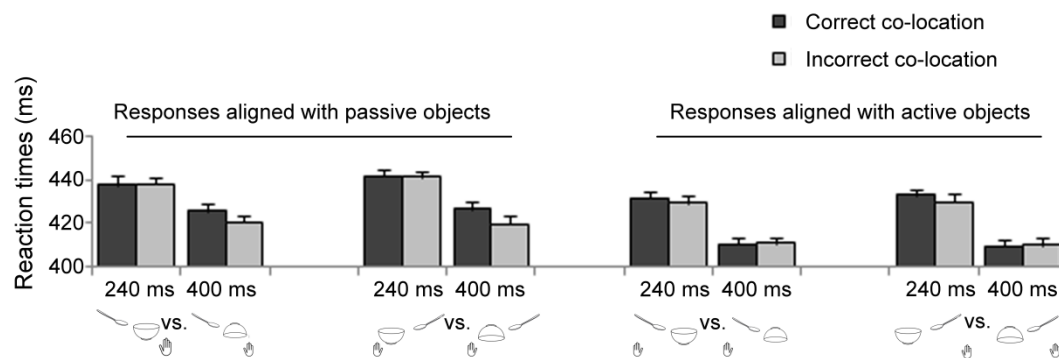 Correct co-location
Incorrect co-location
Reaction times (ms)
Responses aligned with passive objects
Responses aligned with active objects
460
440
420
400
240 ms 400 ms 240 ms 400 ms 240 ms 400 ms 240 ms 400 ms
vs. vs. vs. vs.